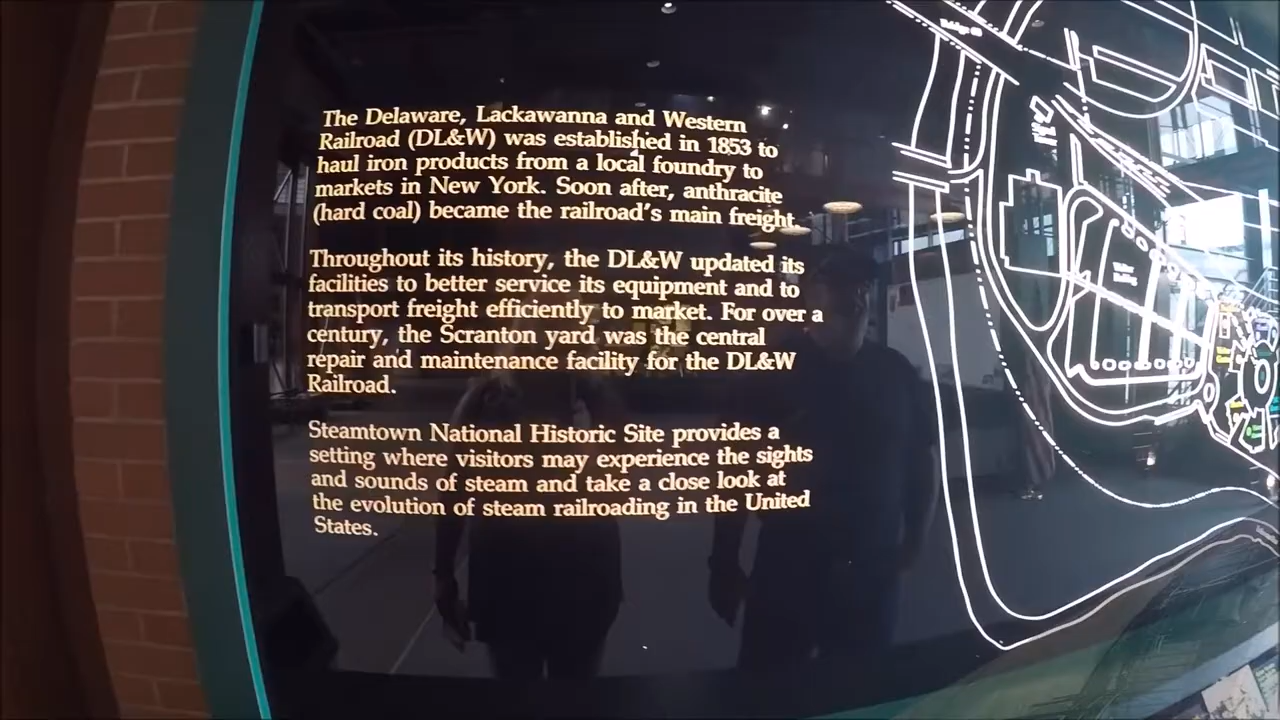 The Delaware, Lackawanna and Western
Railroad (DL&W) was established in 1853 to
haul iron products from a local foundry to
markets in New York. Soon after, anthracite
(hard coal) became the railroad's main freight.
Throughout its history, the DL&W updated its
facilities to better service its equipment and to
transport freight efficiently to market. For over a
century, the Scranton yard was the central
repair and maintenance facility for the DL&W
Railroad.
Steamtown National Historic Site provides a
setting where visitors may experience the sights
and sounds of steam and take a close look at
the evolution of steam railroading in the United
States.